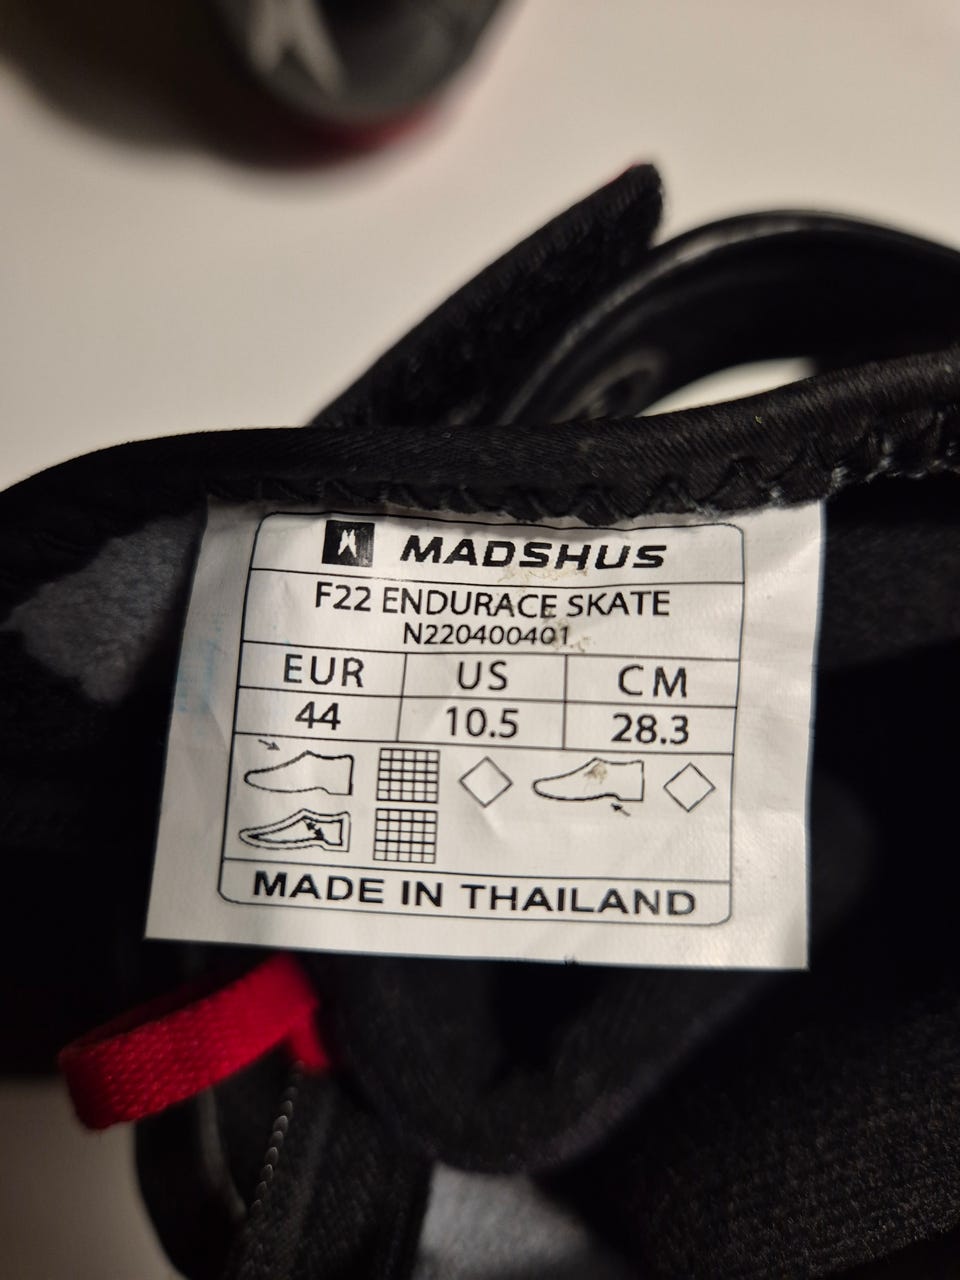 MADSHUS
F22 ENDURACE SKATE
N220400401
EUR US CM
44 10.5 28.3
MADE IN THAILAND